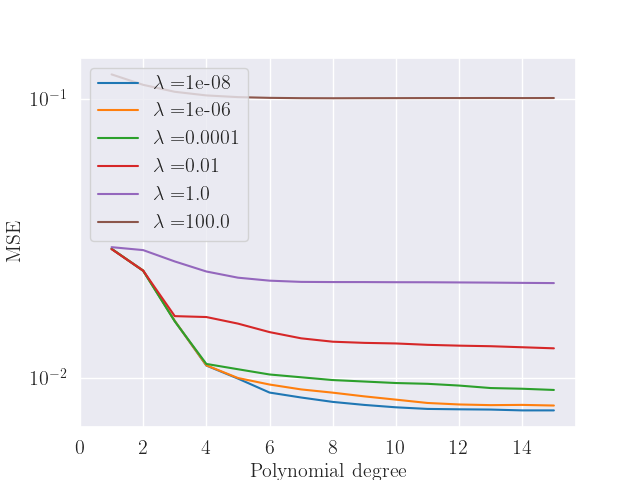 10⁻¹
10⁻²
MSE
λ =1e-08
λ =1e-06
λ =0.0001
λ =0.01
λ =1.0
λ =100.0
0 2 4 6 8 10 12 14
Polynomial degree